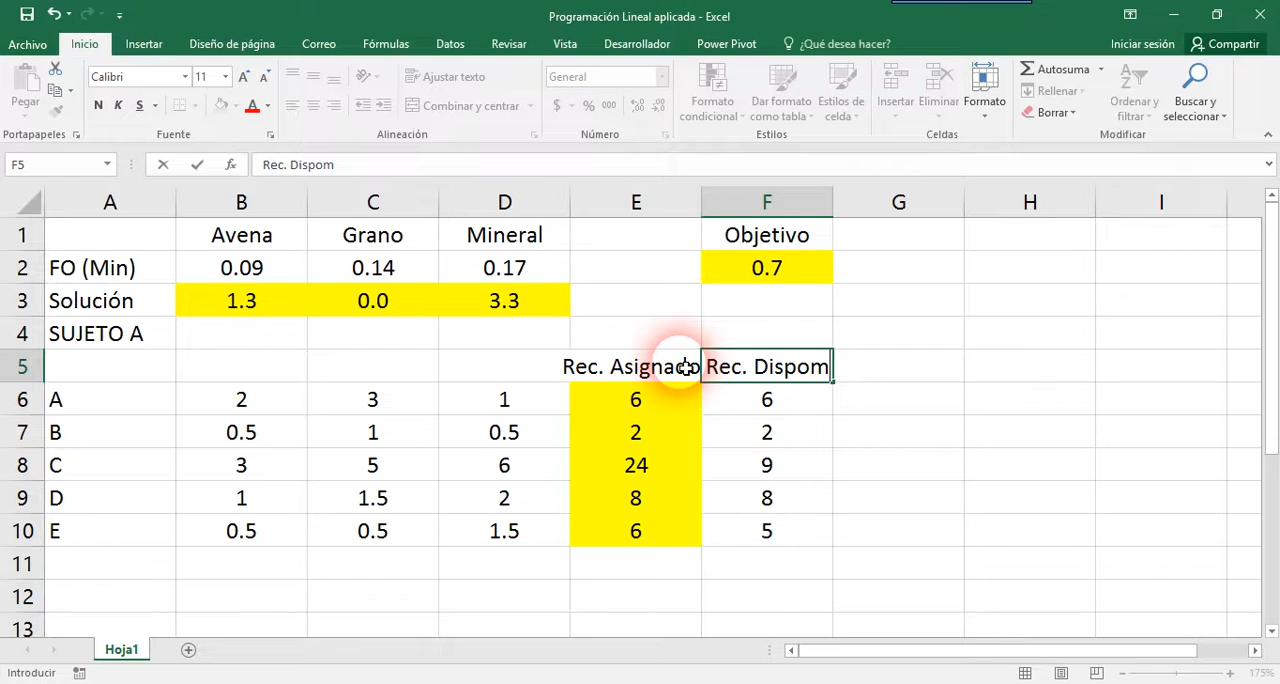 Programación Lineal aplicada - Excel
Archivo Inicio Insertar Diseño de página Correo Fórmulas Datos Revisar Vista Desarrollador Power Pivot ¿Qué desea hacer? Iniciar sesión Compartir
Pegar
Calibri 11
N K S
Ajustar texto
Combinar y centrar
General
$ % 000
Formato condicional
Dar formato como tabla
Estilos de celda
Insertar Eliminar Formato
Autosuma
Rellenar
Borrar
Ordenar y filtrar
Buscar y seleccionar
Portapapeles Fuente Alineación Número Estilos Celdas Modificar
F5 fx Rec. Dispom
A B C D E F G H I
1 Avena Grano Mineral Objetivo
2 FO (Min) 0.09 0.14 0.17 0.7
3 Solución 1.3 0.0 3.3
4 SUJETO A
5 Rec. Asignado Rec. Dispom
6 A 2 3 1 6 6
7 B 0.5 1 0.5 2 2
8 C 3 5 6 24 9
9 D 1 1.5 2 8 8
10 E 0.5 0.5 1.5 6 5
11
12
13
Hoja1
Introducir 175%